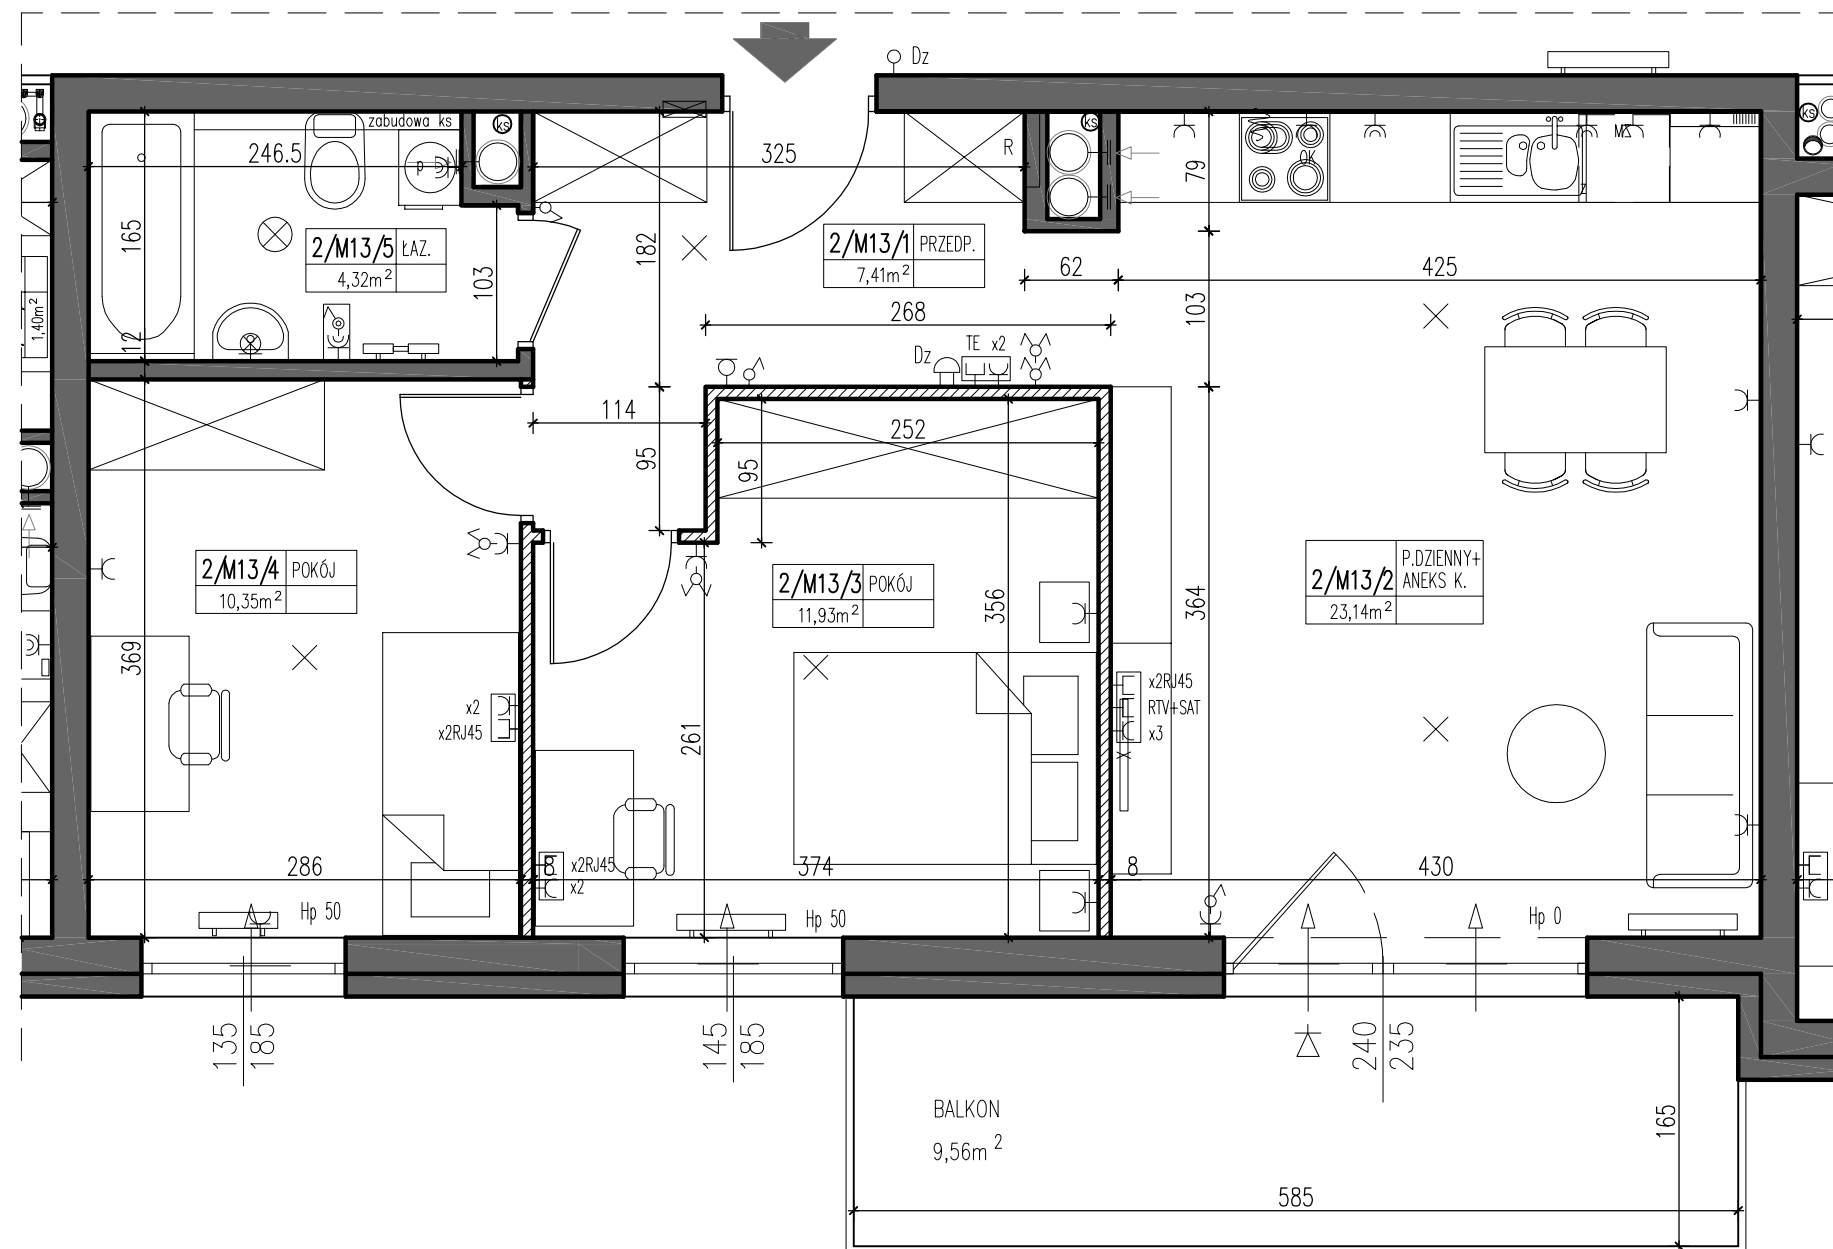 Dz
ks
zabudowa ks
ks
ks
246.5
p
325
R
79
OK
Z
165
2/M13/5 ŁAZ.
4,32m²
103
182
2/M13/1 PRZEDP.
7,41m²
62
425
1,40m²
12
268
103
TE x2
Dz
114
252
95
95
2/M13/4 POKÓJ
10,35m²
2/M13/3 POKÓJ
11,93m²
356
364
2/M13/2 P.DZIENNY+
ANEKS K.
23,14m²
369
x2
x2RJ45
261
x2RJ45
RTV+SAT
x3
286
8
x2RJ45
x2
374
8
430
Hp 50
Hp 50
Hp 0
135
185
145
185
240
235
BALKON
9,56m²
165
585